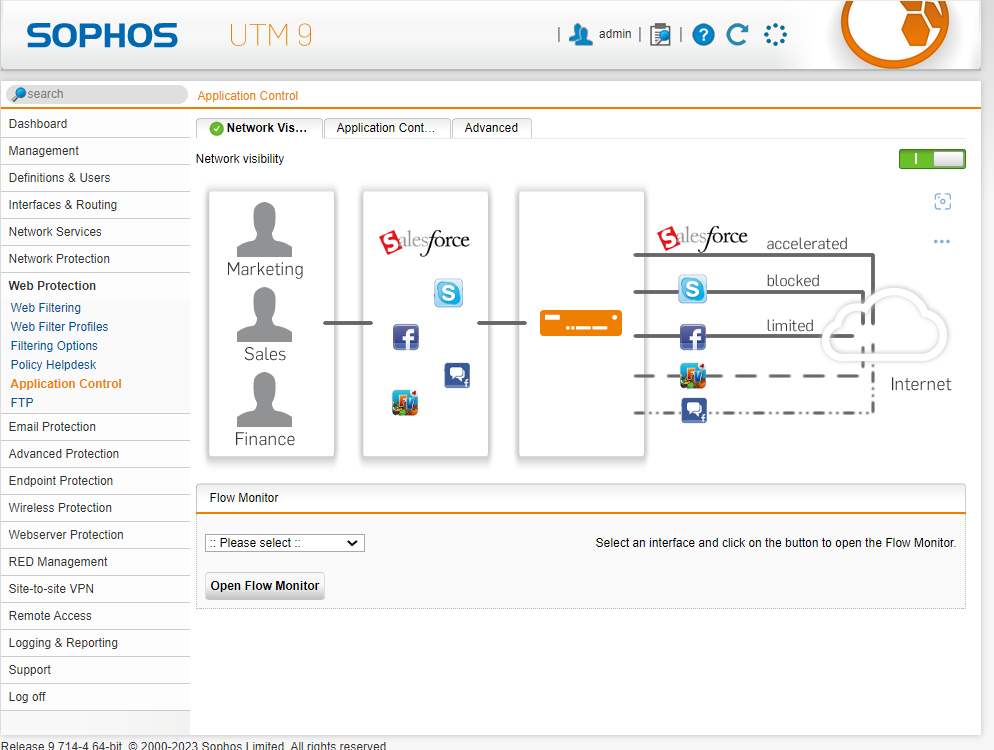 SOPHOS UTM 9 | admin | | ?
search
Application Control
Dashboard
Management
Definitions & Users
Interfaces & Routing
Network Services
Network Protection
Web Protection
Web Filtering
Web Filter Profiles
Filtering Options
Policy Helpdesk
Application Control
FTP
Email Protection
Advanced Protection
Endpoint Protection
Wireless Protection
Webserver Protection
RED Management
Site-to-site VPN
Remote Access
Logging & Reporting
Support
Log off
Network Vis... Application Cont... Advanced
Network visibility
Marketing
Sales
Finance
Salesforce
S
f
f
FV
Salesforce accelerated
S blocked
f limited
FV
f
Internet
Flow Monitor
:: Please select :: Select an interface and click on the button to open the Flow Monitor.
Open Flow Monitor
Release 9.714-4 64-bit © 2000-2023 Sophos Limited. All rights reserved.